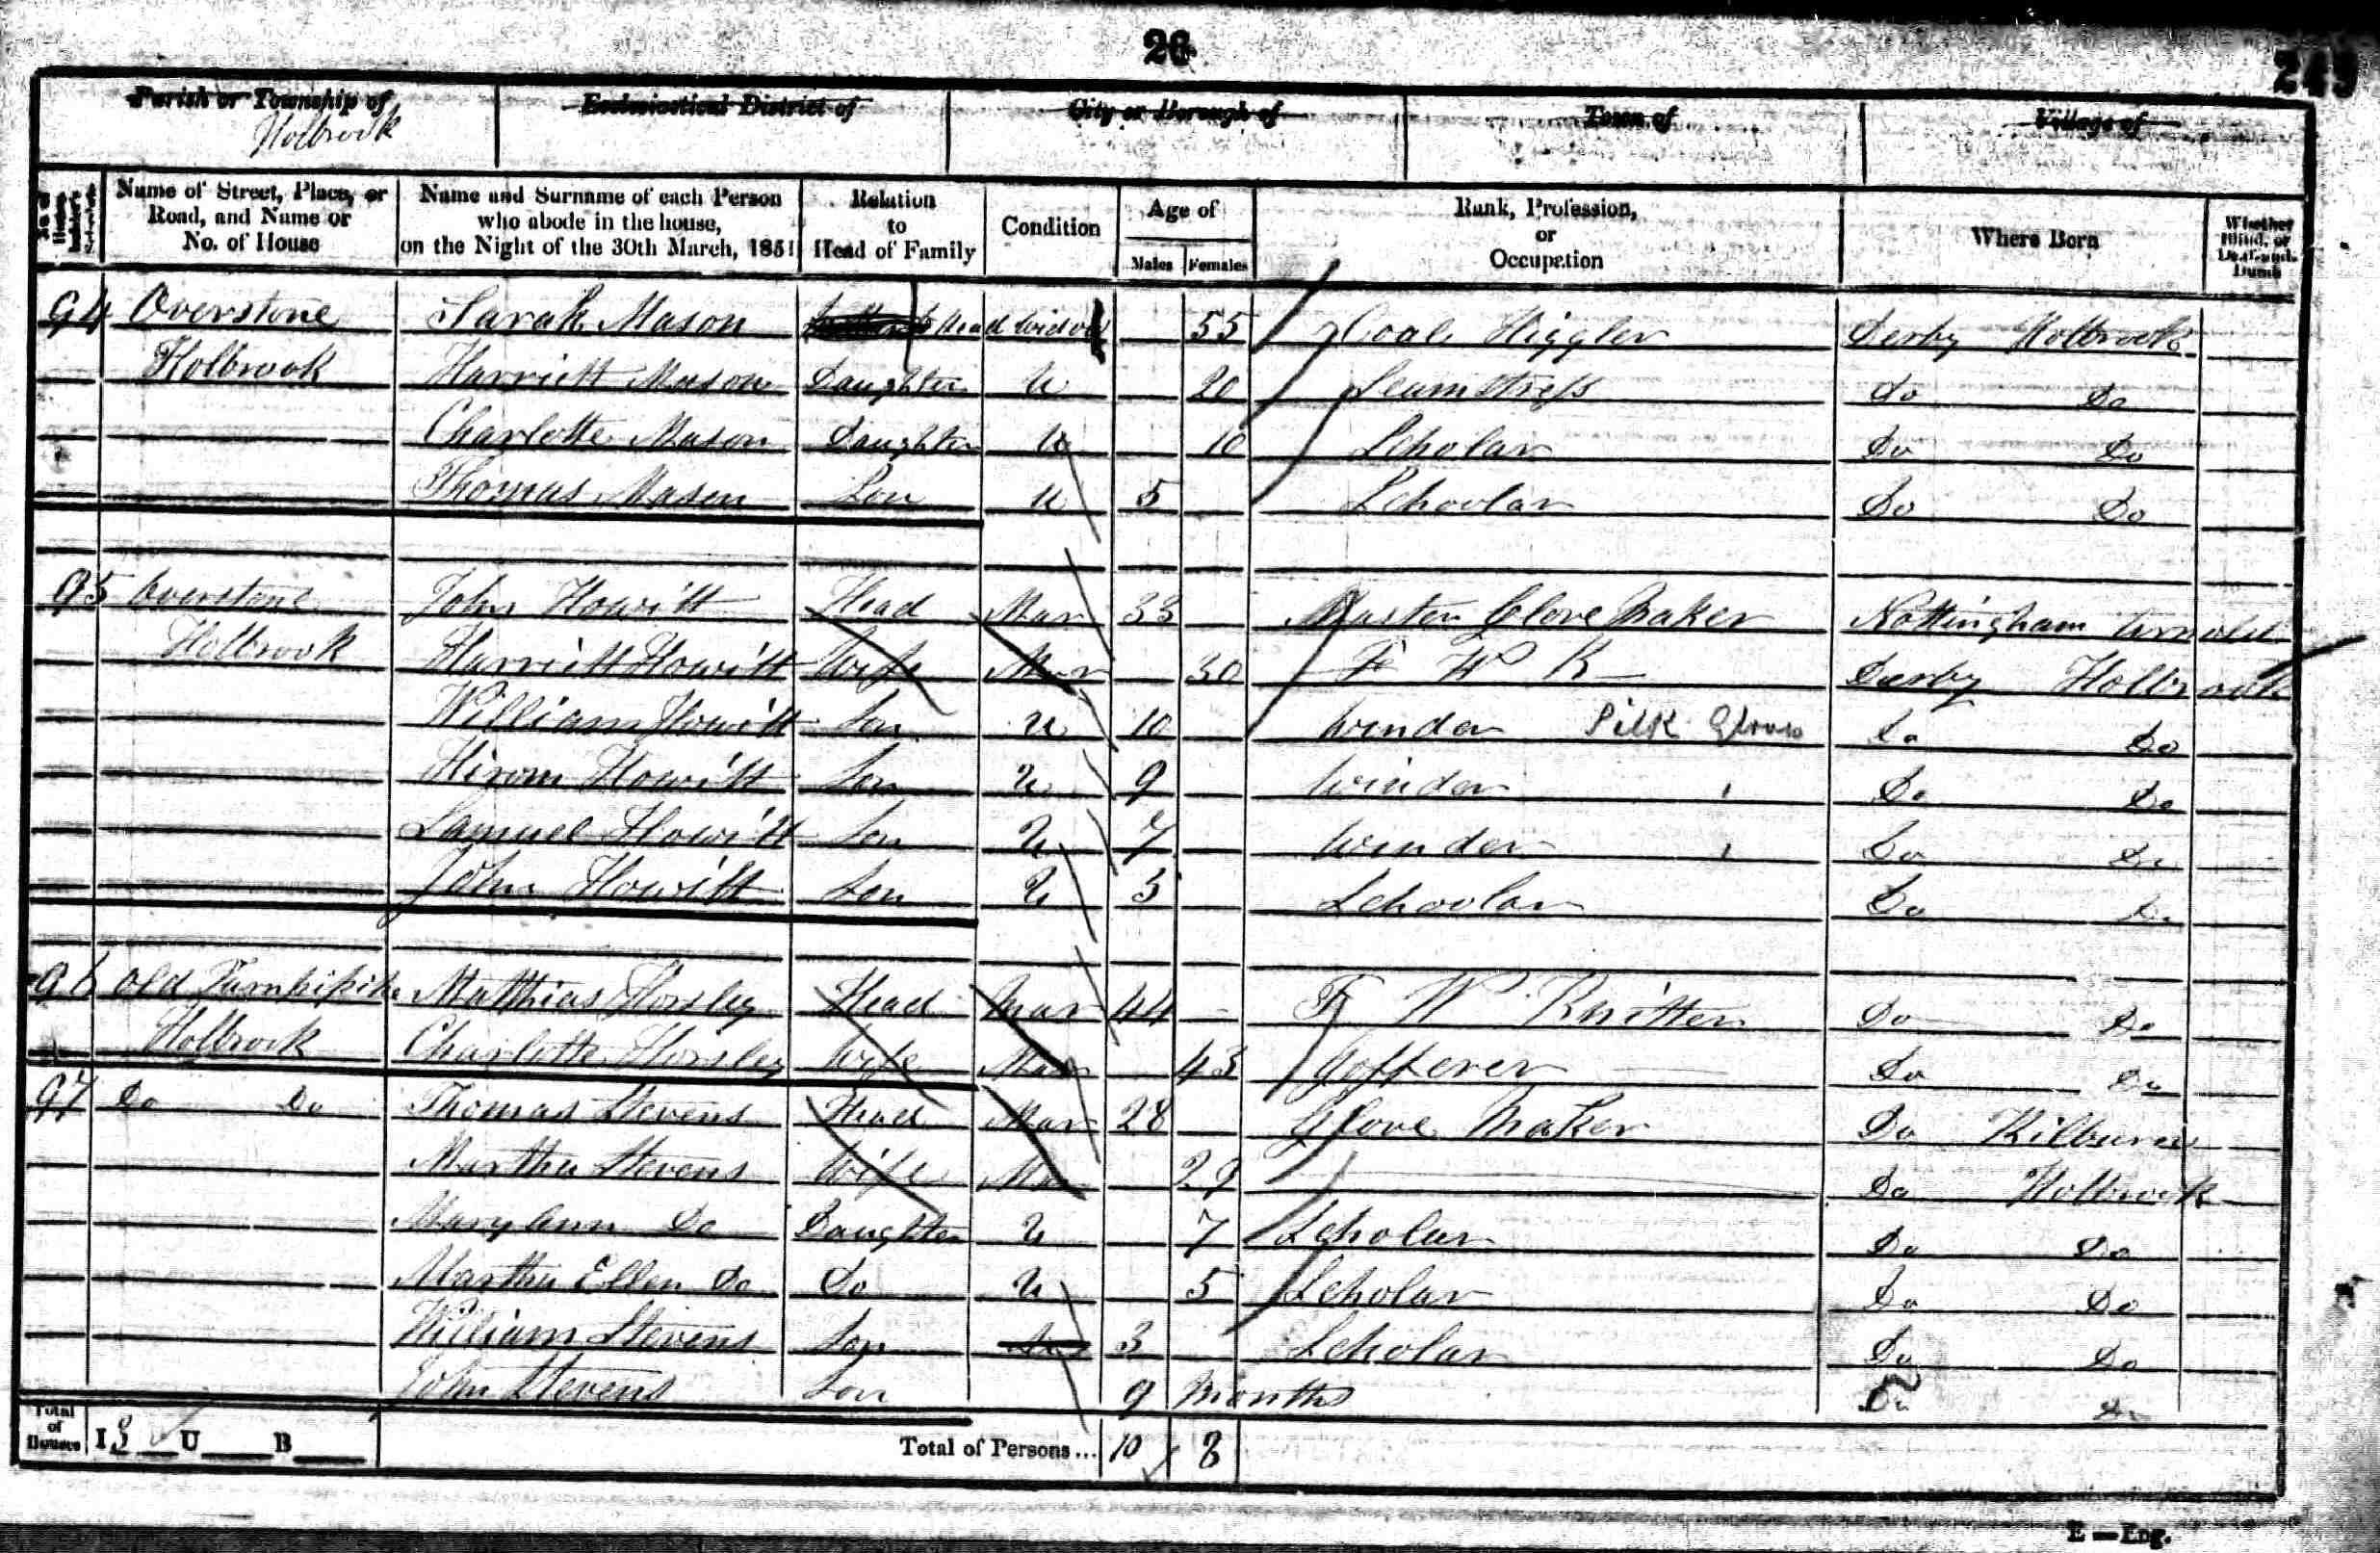 26
249
Parish or Township of Ecclesiastical District of City or Borough of Town of Village of
Holbrook
Name of Street, Place, or Road, and Name or No. of House
Name and Surname of each Person who abode in the house, on the Night of the 30th March, 1851
Relation to Head of Family
Condition
Age of
Males Females
Rank, Profession, or Occupation
Where Born
Whether Blind, or Deaf-and-Dumb
94 Overstone Sarah Mason Head Widow 55 Coal Higgler Derby Holbrook
Holbrook Harriett Mason Daughter U 20 Seamstress Do Do
Charlotte Mason Daughter U 10 Scholar Do Do
Thomas Mason Son U 5 Schoolar Do Do
95 Overstone John Howitt Head Mar 33 Master Glove Maker Nottingham Arnold
Holbrook Harriett Howitt Wife Mar 30 F W K Derby Holbrook
William Howitt Son U 10 Winder Silk Gloves Do Do
Hirom Howitt Son U 9 Winder Do Do
Samuel Howitt Son U 7 Winder Do Do
John Howitt Son U 3 Schoolar Do Do
96 Old Turnpike Matthias Horsley Head Mar 44 F W Knitter Do Do
Holbrook Charlotte Horsley Wife Mar 43 Gofferer Do Do
97 Do Do Thomas Stevens Head Mar 28 Glove Maker Do Kilburn
Martha Stevens Wife Mar 29 Do Holbrook
Mary Ann Do Daughter U 7 Scholar Do Do
Martha Ellen Do Do U 5 Scholar Do Do
William Stevens Son 3 Scholar Do Do
John Stevens Son 9 Months Do Do
Total of Houses I 3 U B Total of Persons... 10 8
E—Eng.